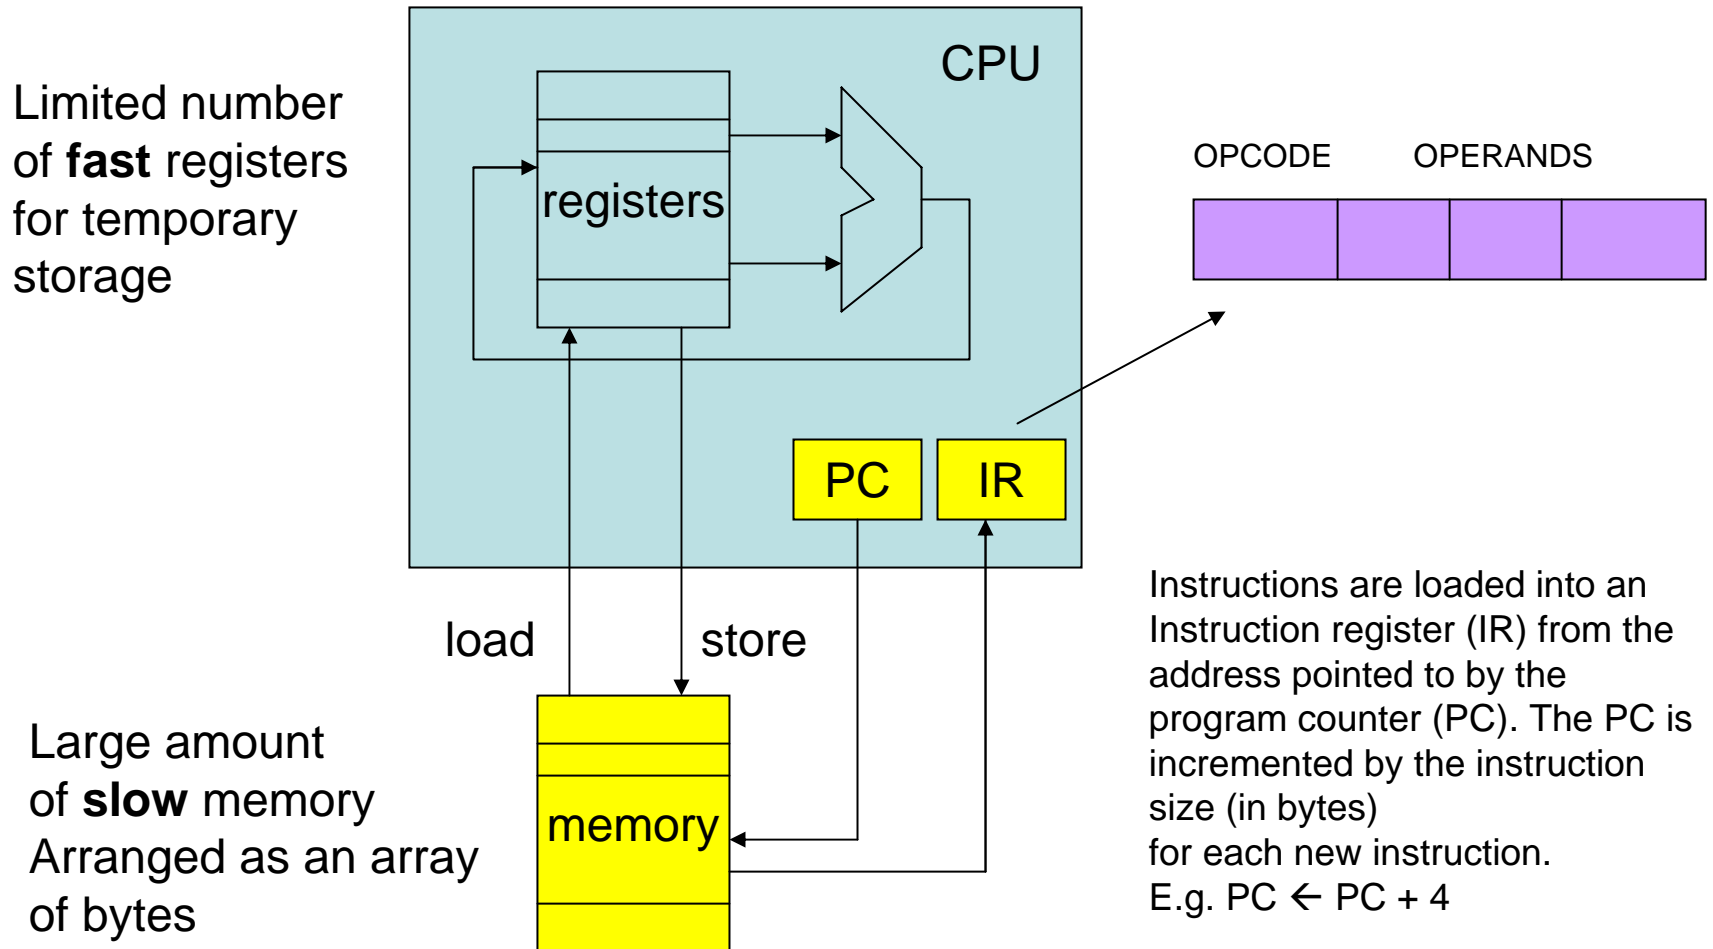 CPU
Limited number
of fast registers
for temporary
storage
registers
OPCODE OPERANDS
PC
IR
load
store
Large amount
of slow memory
Arranged as an array
of bytes
memory
Instructions are loaded into an
Instruction register (IR) from the
address pointed to by the
program counter (PC). The PC is
incremented by the instruction
size (in bytes)
for each new instruction.
E.g. PC ← PC + 4